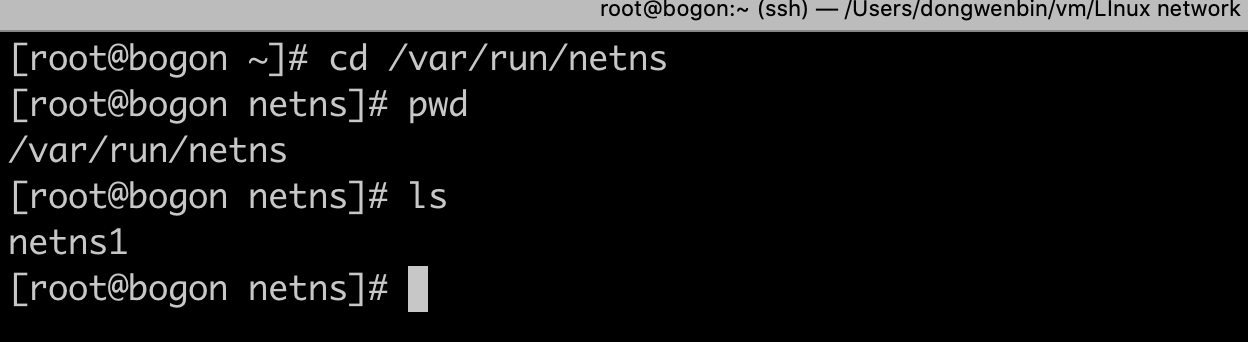 root@bogon:~ (ssh) — /Users/dongwenbin/vm/LInux network
[root@bogon ~]# cd /var/run/netns
[root@bogon netns]# pwd
/var/run/netns
[root@bogon netns]# ls
netns1
[root@bogon netns]#